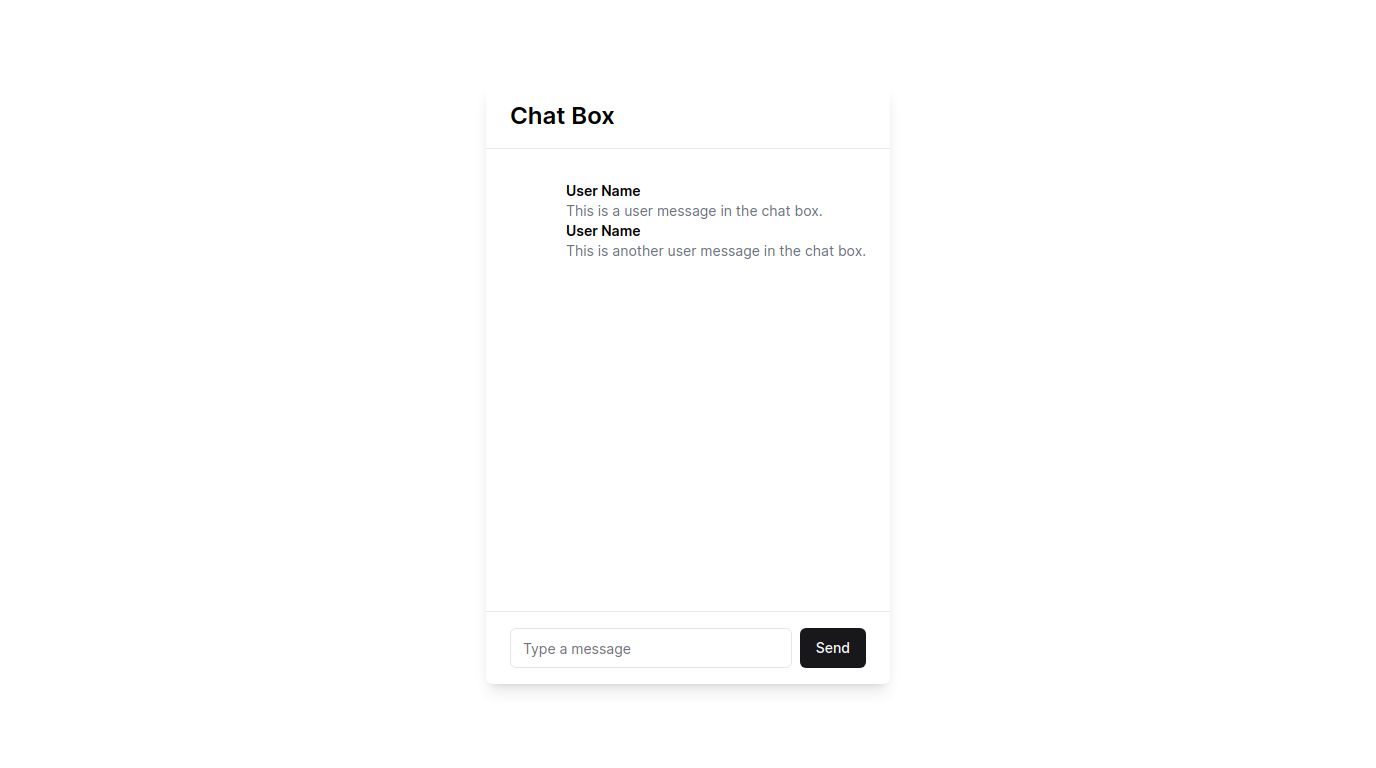 Chat Box
User Name
This is a user message in the chat box.
User Name
This is another user message in the chat box.
Type a message
Send